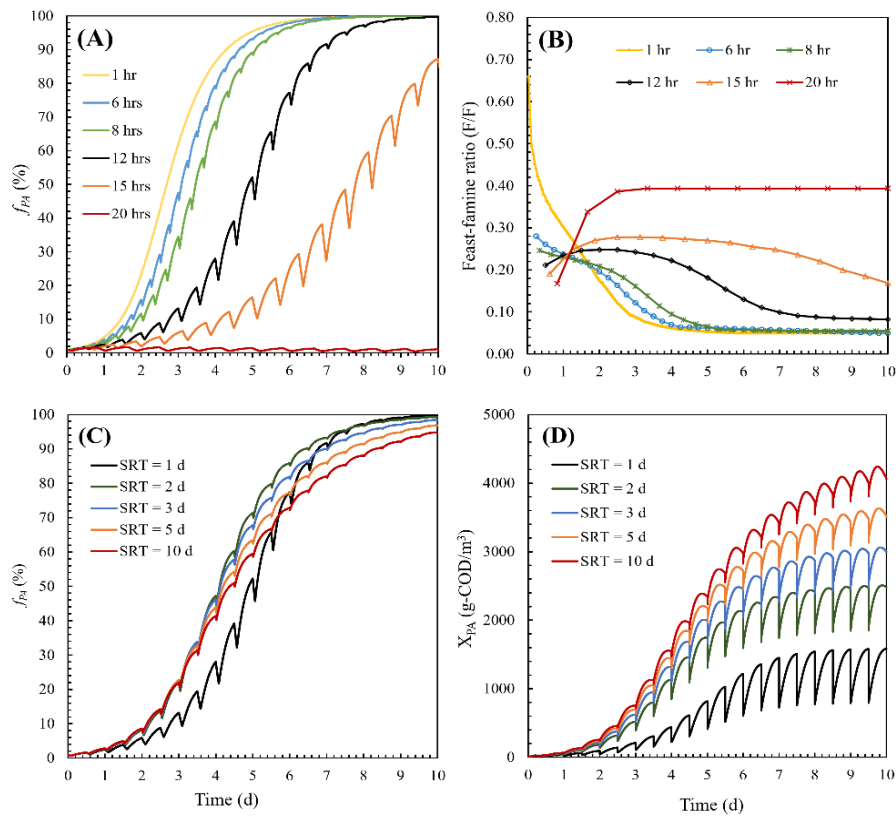 (A)
100
90
80
70
60
50
40
30
20
10
0
f_PA (%)
1 hr
6 hrs
8 hrs
12 hrs
15 hrs
20 hrs
0 1 2 3 4 5 6 7 8 9 10
(B)
0.80
0.70
0.60
0.50
0.40
0.30
0.20
0.10
0.00
Feast-famine ratio (F/F)
1 hr 6 hr 8 hr
12 hr 15 hr 20 hr
0 1 2 3 4 5 6 7 8 9 10
(C)
100
90
80
70
60
50
40
30
20
10
0
f_PA (%)
SRT = 1 d
SRT = 2 d
SRT = 3 d
SRT = 5 d
SRT = 10 d
0 1 2 3 4 5 6 7 8 9 10
Time (d)
(D)
5000
4000
3000
2000
1000
0
X_PA (g-COD/m³)
SRT = 1 d
SRT = 2 d
SRT = 3 d
SRT = 5 d
SRT = 10 d
0 1 2 3 4 5 6 7 8 9 10
Time (d)